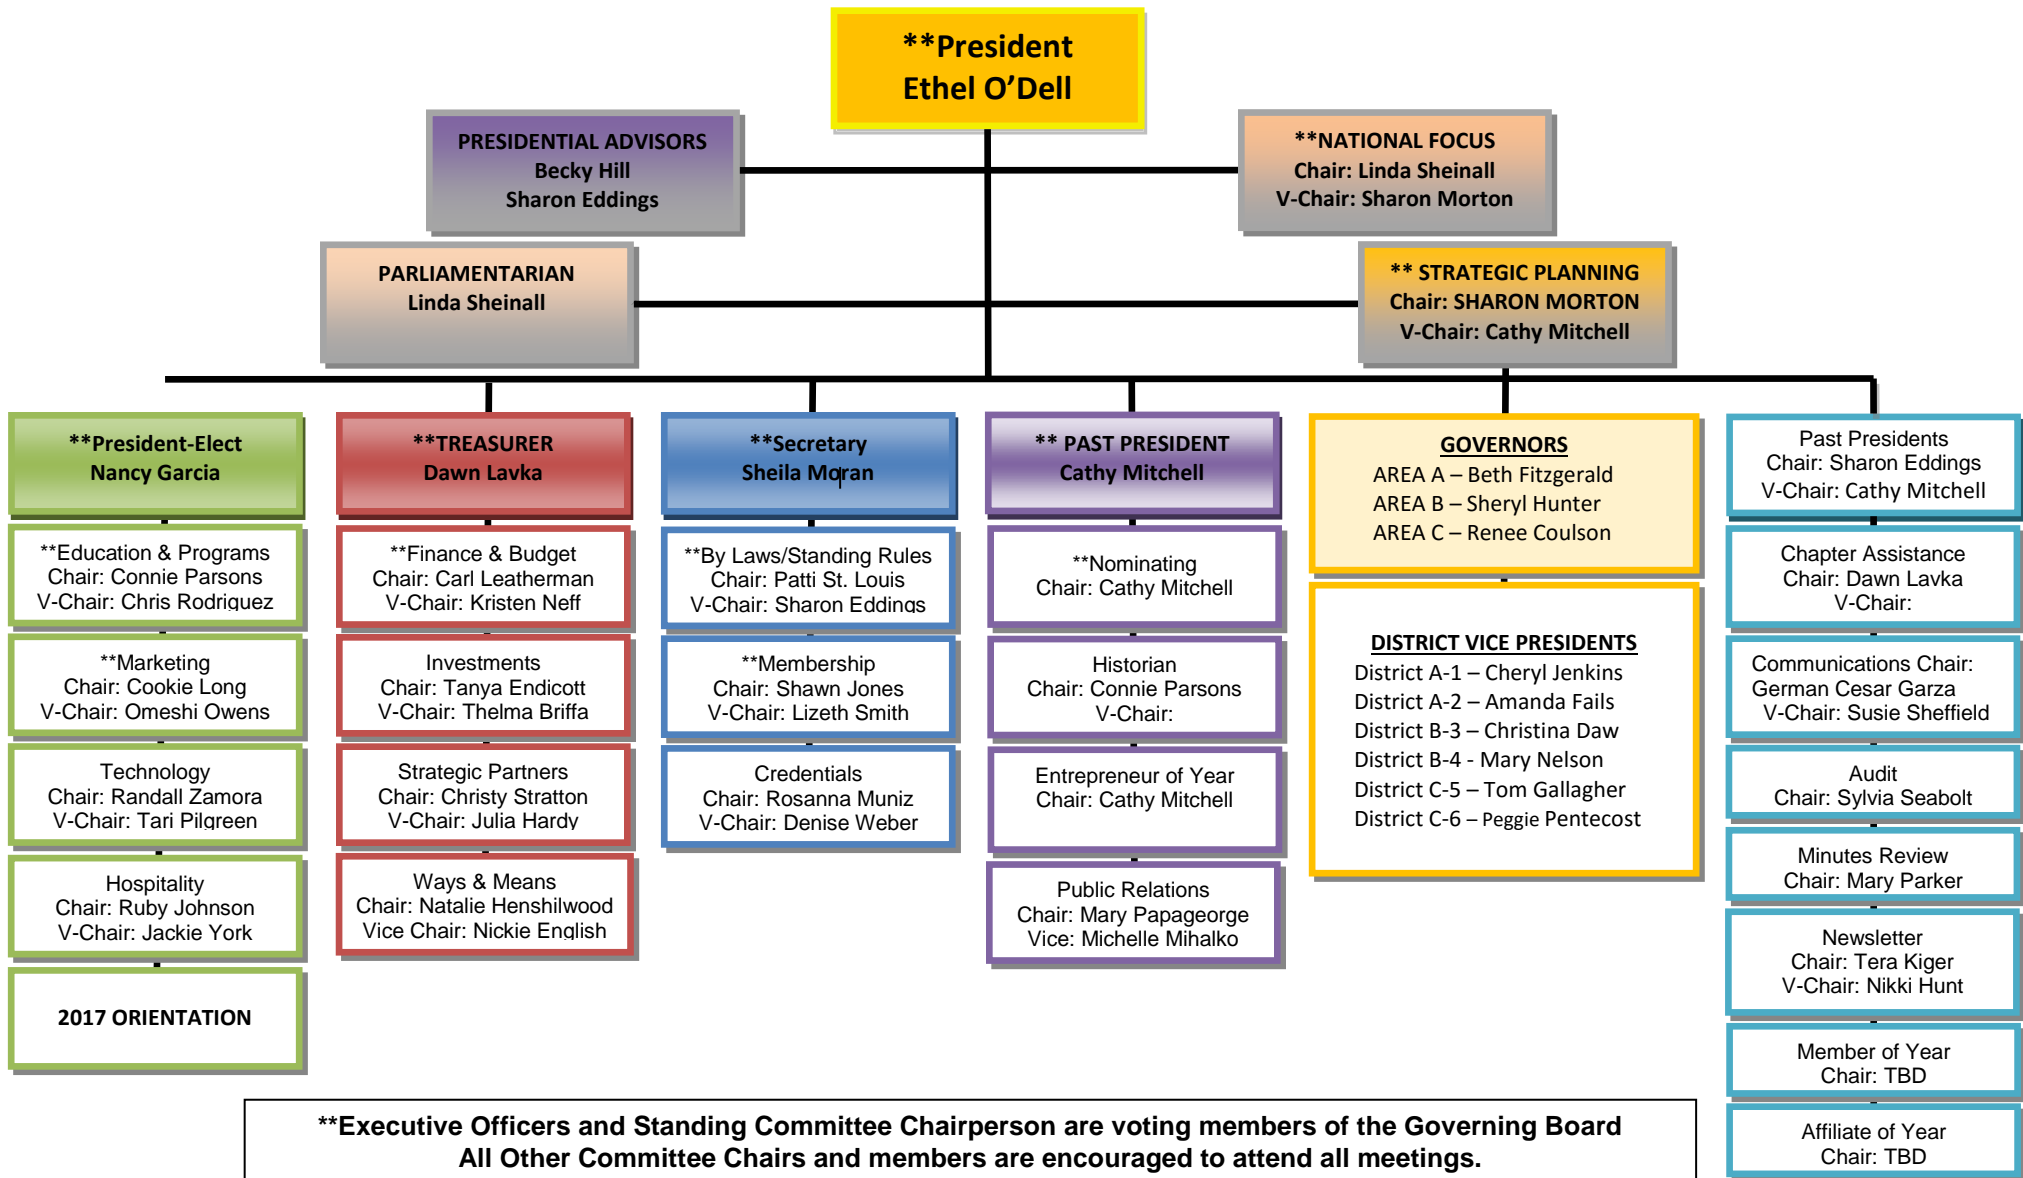 **President
Ethel O’Dell
PRESIDENTIAL ADVISORS
Becky Hill
Sharon Eddings
**NATIONAL FOCUS
Chair: Linda Sheinall
V-Chair: Sharon Morton
PARLIAMENTARIAN
Linda Sheinall
** STRATEGIC PLANNING
Chair: SHARON MORTON
V-Chair: Cathy Mitchell
**President-Elect
Nancy Garcia
**Education & Programs
Chair: Connie Parsons
V-Chair: Chris Rodriguez
**Marketing
Chair: Cookie Long
V-Chair: Omeshi Owens
Technology
Chair: Randall Zamora
V-Chair: Tari Pilgreen
Hospitality
Chair: Ruby Johnson
V-Chair: Jackie York
2017 ORIENTATION
**TREASURER
Dawn Lavka
**Finance & Budget
Chair: Carl Leatherman
V-Chair: Kristen Neff
Investments
Chair: Tanya Endicott
V-Chair: Thelma Briffa
Strategic Partners
Chair: Christy Stratton
V-Chair: Julia Hardy
Ways & Means
Chair: Natalie Henshilwood
Vice Chair: Nickie English
**Secretary
Sheila Moran
**By Laws/Standing Rules
Chair: Patti St. Louis
V-Chair: Sharon Eddings
**Membership
Chair: Shawn Jones
V-Chair: Lizeth Smith
Credentials
Chair: Rosanna Muniz
V-Chair: Denise Weber
** PAST PRESIDENT
Cathy Mitchell
**Nominating
Chair: Cathy Mitchell
Historian
Chair: Connie Parsons
V-Chair:
Entrepreneur of Year
Chair: Cathy Mitchell
Public Relations
Chair: Mary Papageorge
Vice: Michelle Mihalko
GOVERNORS
AREA A – Beth Fitzgerald
AREA B – Sheryl Hunter
AREA C – Renee Coulson
DISTRICT VICE PRESIDENTS
District A-1 – Cheryl Jenkins
District A-2 – Amanda Fails
District B-3 – Christina Daw
District B-4 - Mary Nelson
District C-5 – Tom Gallagher
District C-6 – Peggie Pentecost
Past Presidents
Chair: Sharon Eddings
V-Chair: Cathy Mitchell
Chapter Assistance
Chair: Dawn Lavka
V-Chair:
Communications Chair:
German Cesar Garza
V-Chair: Susie Sheffield
Audit
Chair: Sylvia Seabolt
Minutes Review
Chair: Mary Parker
Newsletter
Chair: Tera Kiger
V-Chair: Nikki Hunt
Member of Year
Chair: TBD
Affiliate of Year
Chair: TBD
**Executive Officers and Standing Committee Chairperson are voting members of the Governing Board
All Other Committee Chairs and members are encouraged to attend all meetings.